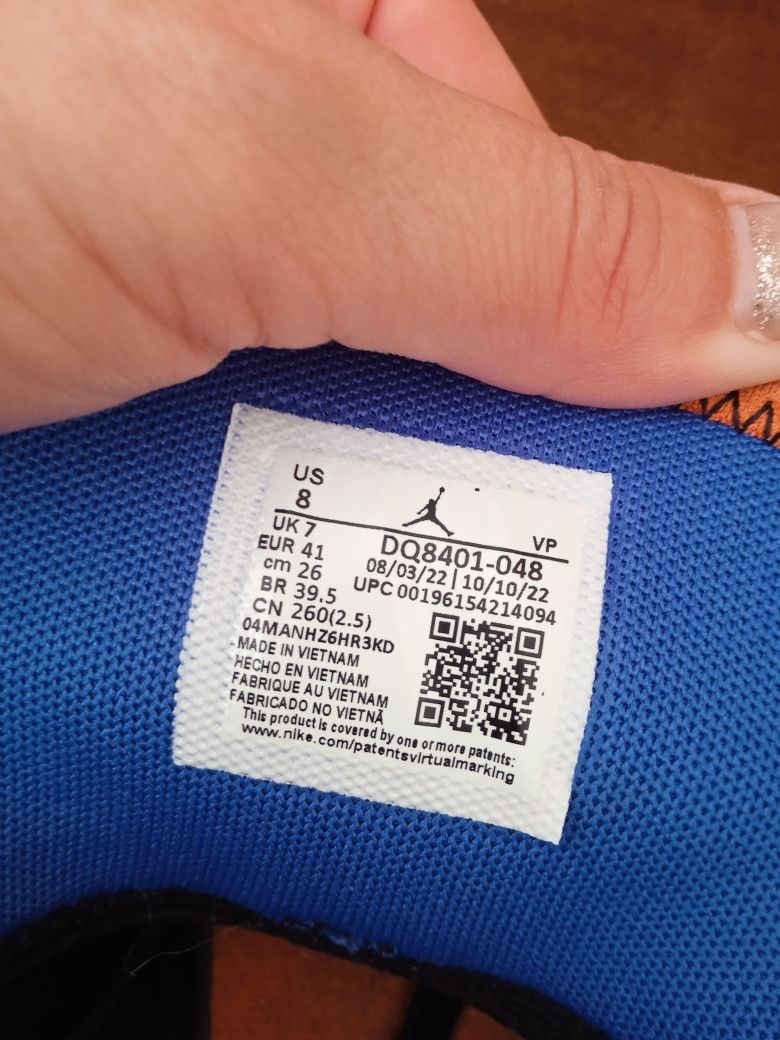 US
8
VP
UK 7
EUR 41
cm 26
BR 39.5
CN 260(2.5)
DQ8401-048
08/03/22 | 10/10/22
UPC 00196154214094
04MANHZ6HR3KD
MADE IN VIETNAM
HECHO EN VIETNAM
FABRIQUE AU VIETNAM
FABRICADO NO VIETNÃ
This product is covered by one or more patents:
www.nike.com/patentsvirtualmarking